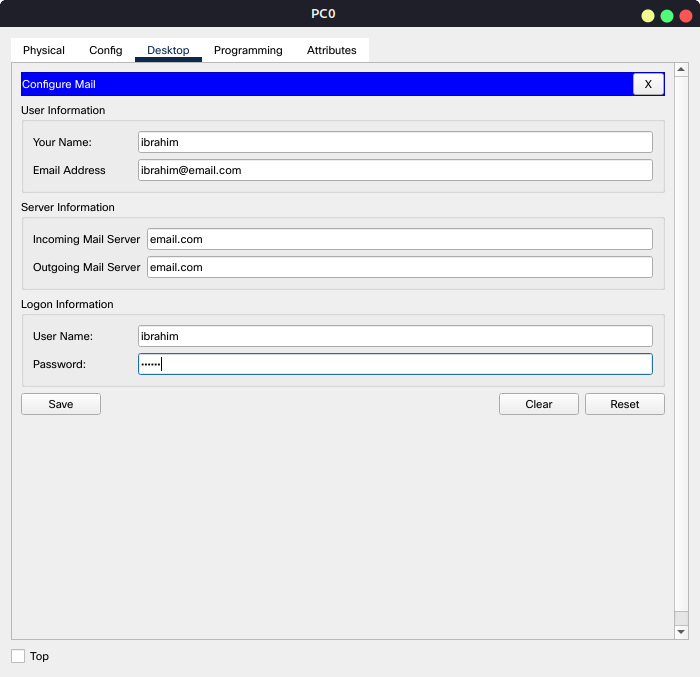 PC0
Physical Config Desktop Programming Attributes
Configure Mail X
User Information
Your Name: ibrahim
Email Address ibrahim@email.com
Server Information
Incoming Mail Server email.com
Outgoing Mail Server email.com
Logon Information
User Name: ibrahim
Password: ••••••
Save Clear Reset
Top